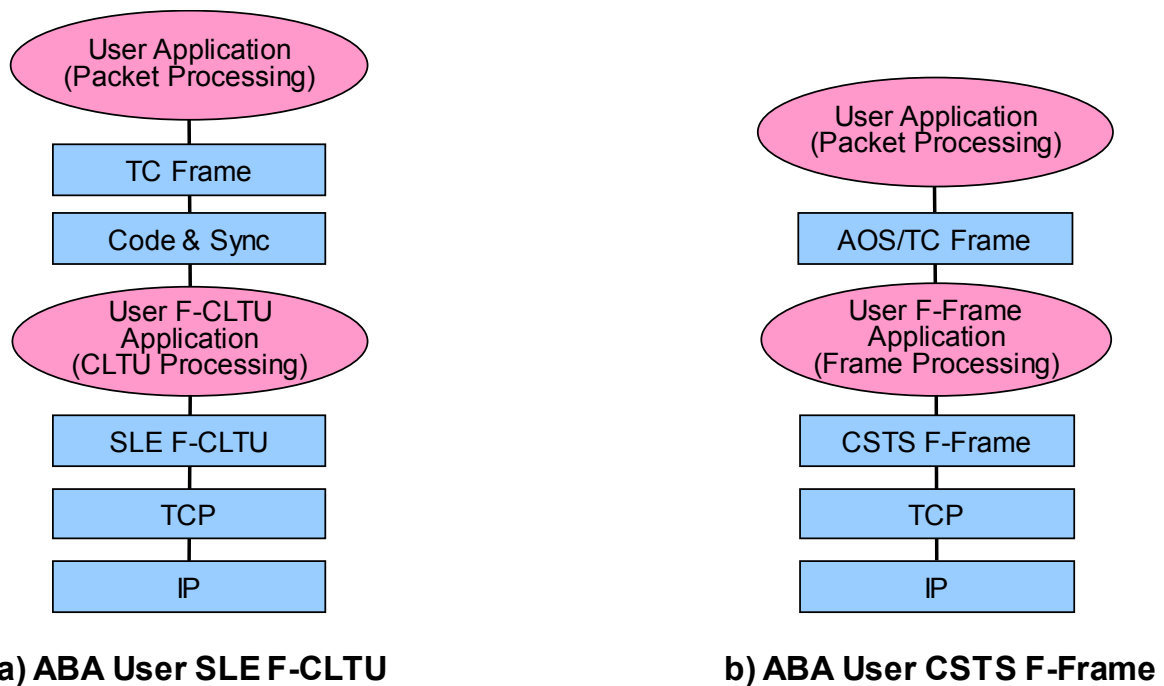 User Application
(Packet Processing)
TC Frame
Code & Sync
User F-CLTU
Application
(CLTU Processing)
SLE F-CLTU
TCP
IP
a) ABA User SLE F-CLTU
User Application
(Packet Processing)
AOS/TC Frame
User F-Frame
Application
(Frame Processing)
CSTS F-Frame
TCP
IP
b) ABA User CSTS F-Frame